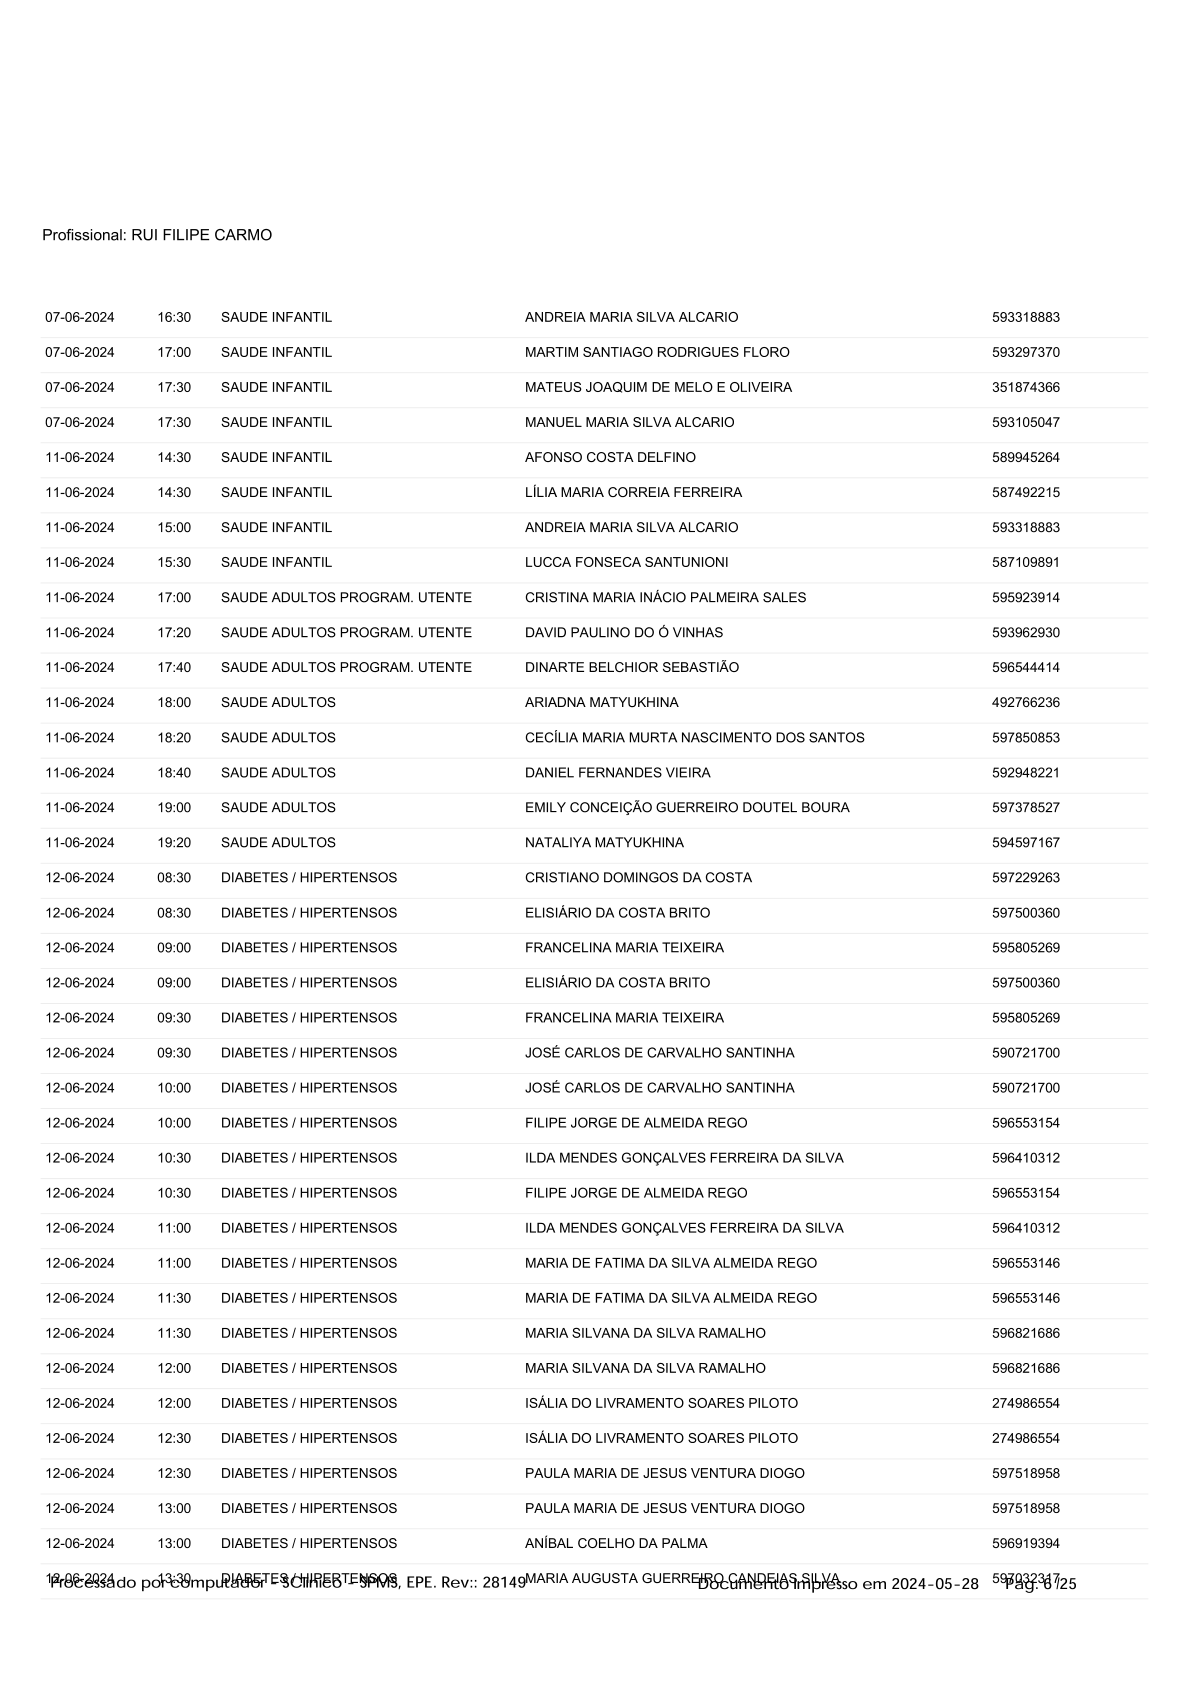 Profissional: RUI FILIPE CARMO
07-06-2024 16:30 SAUDE INFANTIL ANDREIA MARIA SILVA ALCARIO 593318883
07-06-2024 17:00 SAUDE INFANTIL MARTIM SANTIAGO RODRIGUES FLORO 593297370
07-06-2024 17:30 SAUDE INFANTIL MATEUS JOAQUIM DE MELO E OLIVEIRA 351874366
07-06-2024 17:30 SAUDE INFANTIL MANUEL MARIA SILVA ALCARIO 593105047
11-06-2024 14:30 SAUDE INFANTIL AFONSO COSTA DELFINO 589945264
11-06-2024 14:30 SAUDE INFANTIL LÍLIA MARIA CORREIA FERREIRA 587492215
11-06-2024 15:00 SAUDE INFANTIL ANDREIA MARIA SILVA ALCARIO 593318883
11-06-2024 15:30 SAUDE INFANTIL LUCCA FONSECA SANTUNIONI 587109891
11-06-2024 17:00 SAUDE ADULTOS PROGRAM. UTENTE CRISTINA MARIA INÁCIO PALMEIRA SALES 595923914
11-06-2024 17:20 SAUDE ADULTOS PROGRAM. UTENTE DAVID PAULINO DO Ó VINHAS 593962930
11-06-2024 17:40 SAUDE ADULTOS PROGRAM. UTENTE DINARTE BELCHIOR SEBASTIÃO 596544414
11-06-2024 18:00 SAUDE ADULTOS ARIADNA MATYUKHINA 492766236
11-06-2024 18:20 SAUDE ADULTOS CECÍLIA MARIA MURTA NASCIMENTO DOS SANTOS 597850853
11-06-2024 18:40 SAUDE ADULTOS DANIEL FERNANDES VIEIRA 592948221
11-06-2024 19:00 SAUDE ADULTOS EMILY CONCEIÇÃO GUERREIRO DOUTEL BOURA 597378527
11-06-2024 19:20 SAUDE ADULTOS NATALIYA MATYUKHINA 594597167
12-06-2024 08:30 DIABETES / HIPERTENSOS CRISTIANO DOMINGOS DA COSTA 597229263
12-06-2024 08:30 DIABETES / HIPERTENSOS ELISIÁRIO DA COSTA BRITO 597500360
12-06-2024 09:00 DIABETES / HIPERTENSOS FRANCELINA MARIA TEIXEIRA 595805269
12-06-2024 09:00 DIABETES / HIPERTENSOS ELISIÁRIO DA COSTA BRITO 597500360
12-06-2024 09:30 DIABETES / HIPERTENSOS FRANCELINA MARIA TEIXEIRA 595805269
12-06-2024 09:30 DIABETES / HIPERTENSOS JOSÉ CARLOS DE CARVALHO SANTINHA 590721700
12-06-2024 10:00 DIABETES / HIPERTENSOS JOSÉ CARLOS DE CARVALHO SANTINHA 590721700
12-06-2024 10:00 DIABETES / HIPERTENSOS FILIPE JORGE DE ALMEIDA REGO 596553154
12-06-2024 10:30 DIABETES / HIPERTENSOS ILDA MENDES GONÇALVES FERREIRA DA SILVA 596410312
12-06-2024 10:30 DIABETES / HIPERTENSOS FILIPE JORGE DE ALMEIDA REGO 596553154
12-06-2024 11:00 DIABETES / HIPERTENSOS ILDA MENDES GONÇALVES FERREIRA DA SILVA 596410312
12-06-2024 11:00 DIABETES / HIPERTENSOS MARIA DE FATIMA DA SILVA ALMEIDA REGO 596553146
12-06-2024 11:30 DIABETES / HIPERTENSOS MARIA DE FATIMA DA SILVA ALMEIDA REGO 596553146
12-06-2024 11:30 DIABETES / HIPERTENSOS MARIA SILVANA DA SILVA RAMALHO 596821686
12-06-2024 12:00 DIABETES / HIPERTENSOS MARIA SILVANA DA SILVA RAMALHO 596821686
12-06-2024 12:00 DIABETES / HIPERTENSOS ISÁLIA DO LIVRAMENTO SOARES PILOTO 274986554
12-06-2024 12:30 DIABETES / HIPERTENSOS ISÁLIA DO LIVRAMENTO SOARES PILOTO 274986554
12-06-2024 12:30 DIABETES / HIPERTENSOS PAULA MARIA DE JESUS VENTURA DIOGO 597518958
12-06-2024 13:00 DIABETES / HIPERTENSOS PAULA MARIA DE JESUS VENTURA DIOGO 597518958
12-06-2024 13:00 DIABETES / HIPERTENSOS ANÍBAL COELHO DA PALMA 596919394
12-06-2024 13:30 DIABETES / HIPERTENSOS MARIA AUGUSTA GUERREIRO CANDEIAS SILVA 597032317
Processado por computador - SClínico - SPMS, EPE. Rev:: 28149 Documento Impresso em 2024-05-28 Pág. 6 /25